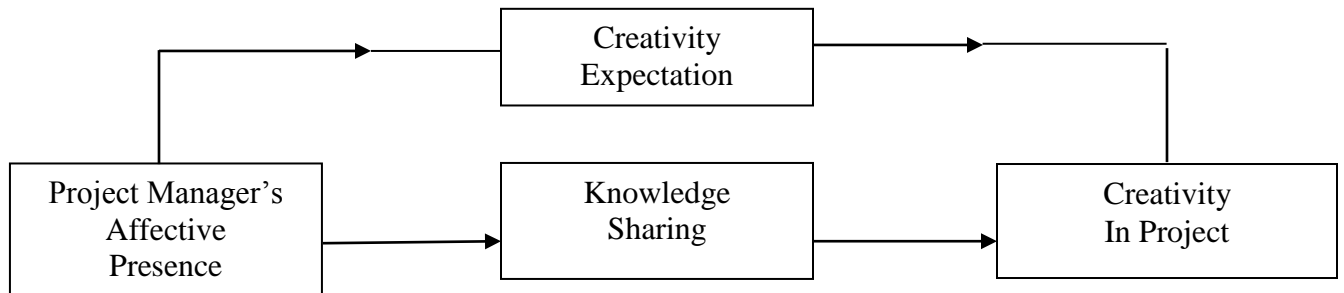 Creativity
Expectation
Project Manager's
Affective
Presence
Knowledge
Sharing
Creativity
In Project